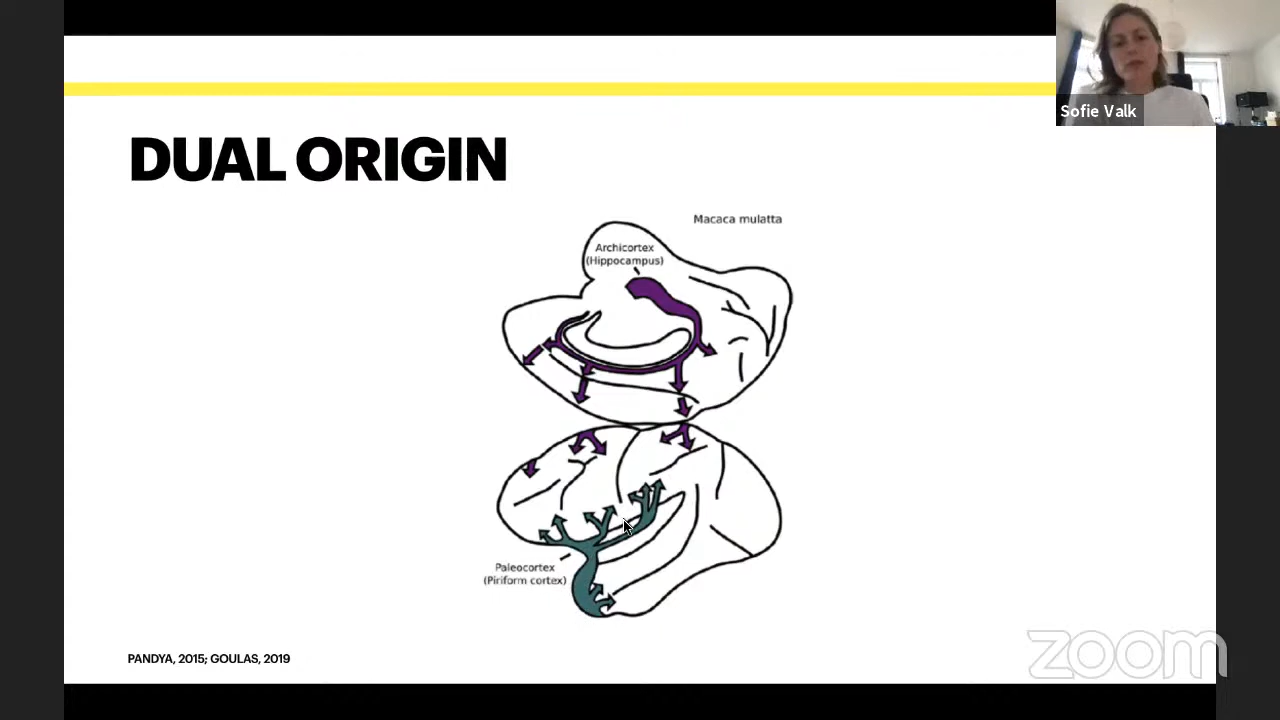 Sofie Valk
DUAL ORIGIN
Macaca mulatta
Archicortex
(Hippocampus)
Paleocortex
(Piriform cortex)
PANDYA, 2015; GOULAS, 2019
zoom